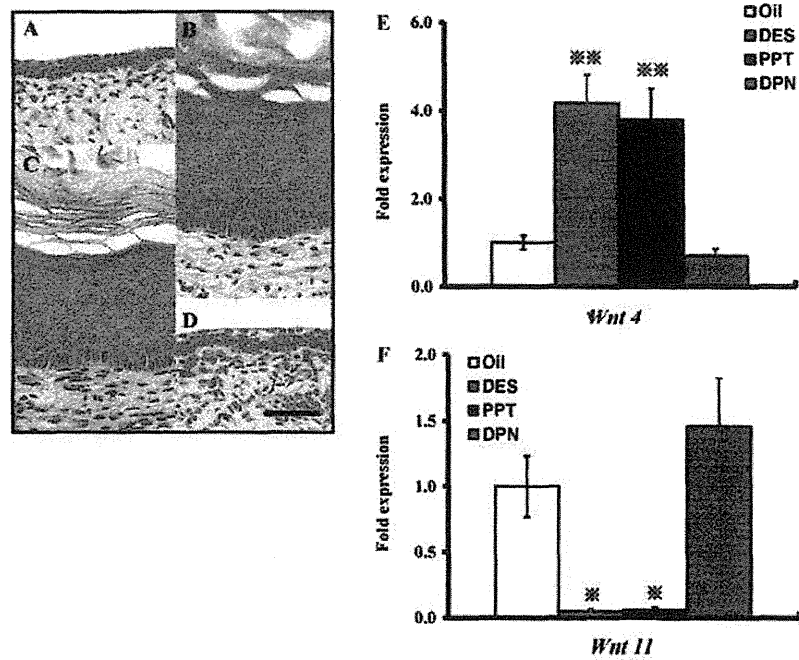 A
B
C
D
E
Oil
DES
PPT
DPN
6.0
4.0
2.0
0.0
Fold expression
※※
※※
Wnt 4
F
Oil
DES
PPT
DPN
2.0
1.5
1.0
0.5
0.0
Fold expression
※
※
Wnt 11